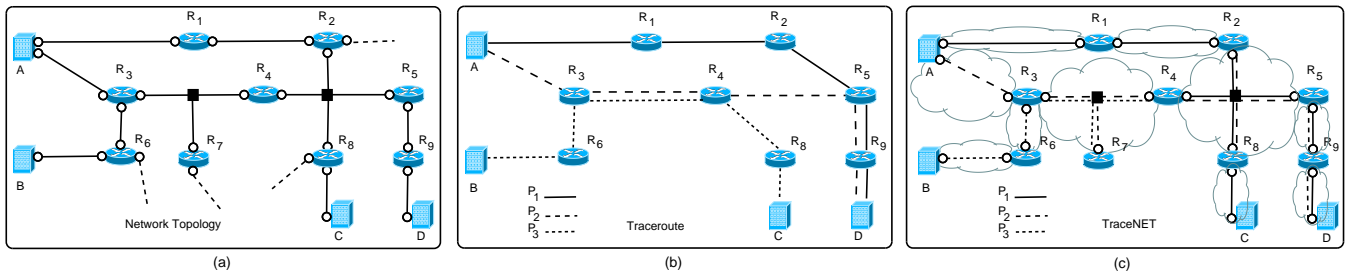 R1
R2
A
R3
R4
R5
B
R6
R7
R8
R9
Network Topology
C
D
(a)
R1
R2
A
R3
R4
R5
R6
R8
R9
B
P1
P2
P3
Traceroute
C
D
(b)
R1
R2
A
R3
R4
R5
B
R6
R7
R8
R9
P1
P2
P3
TraceNET
C
D
(c)